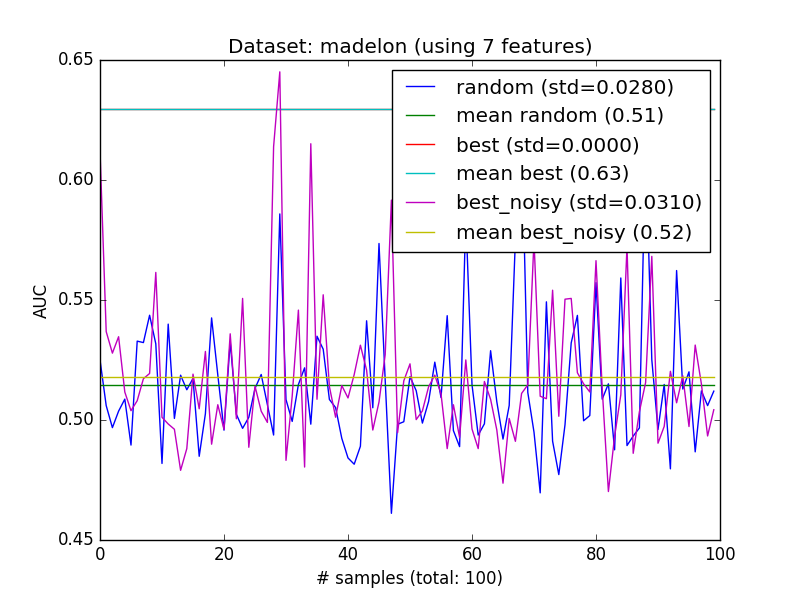 Dataset: madelon (using 7 features)
0.65
0.60
0.55
0.50
0.45
AUC
random (std=0.0280)
mean random (0.51)
best (std=0.0000)
mean best (0.63)
best_noisy (std=0.0310)
mean best_noisy (0.52)
0 20 40 60 80 100
# samples (total: 100)